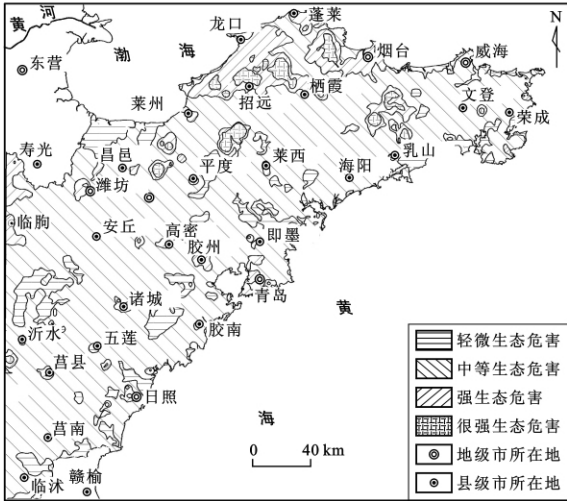 黄 河
渤 海
N
蓬莱
龙口
烟台
威海
东营
招远
栖霞
文登
荣成
莱州
寿光
昌邑
平度
莱西
海阳
乳山
潍坊
临朐
安丘
高密
即墨
胶州
青岛
诸城
胶南
沂水
五莲
莒县
日照
莒南
临沭
赣榆
黄
海
0 40 km
轻微生态危害
中等生态危害
强生态危害
很强生态危害
地级市所在地
县级市所在地